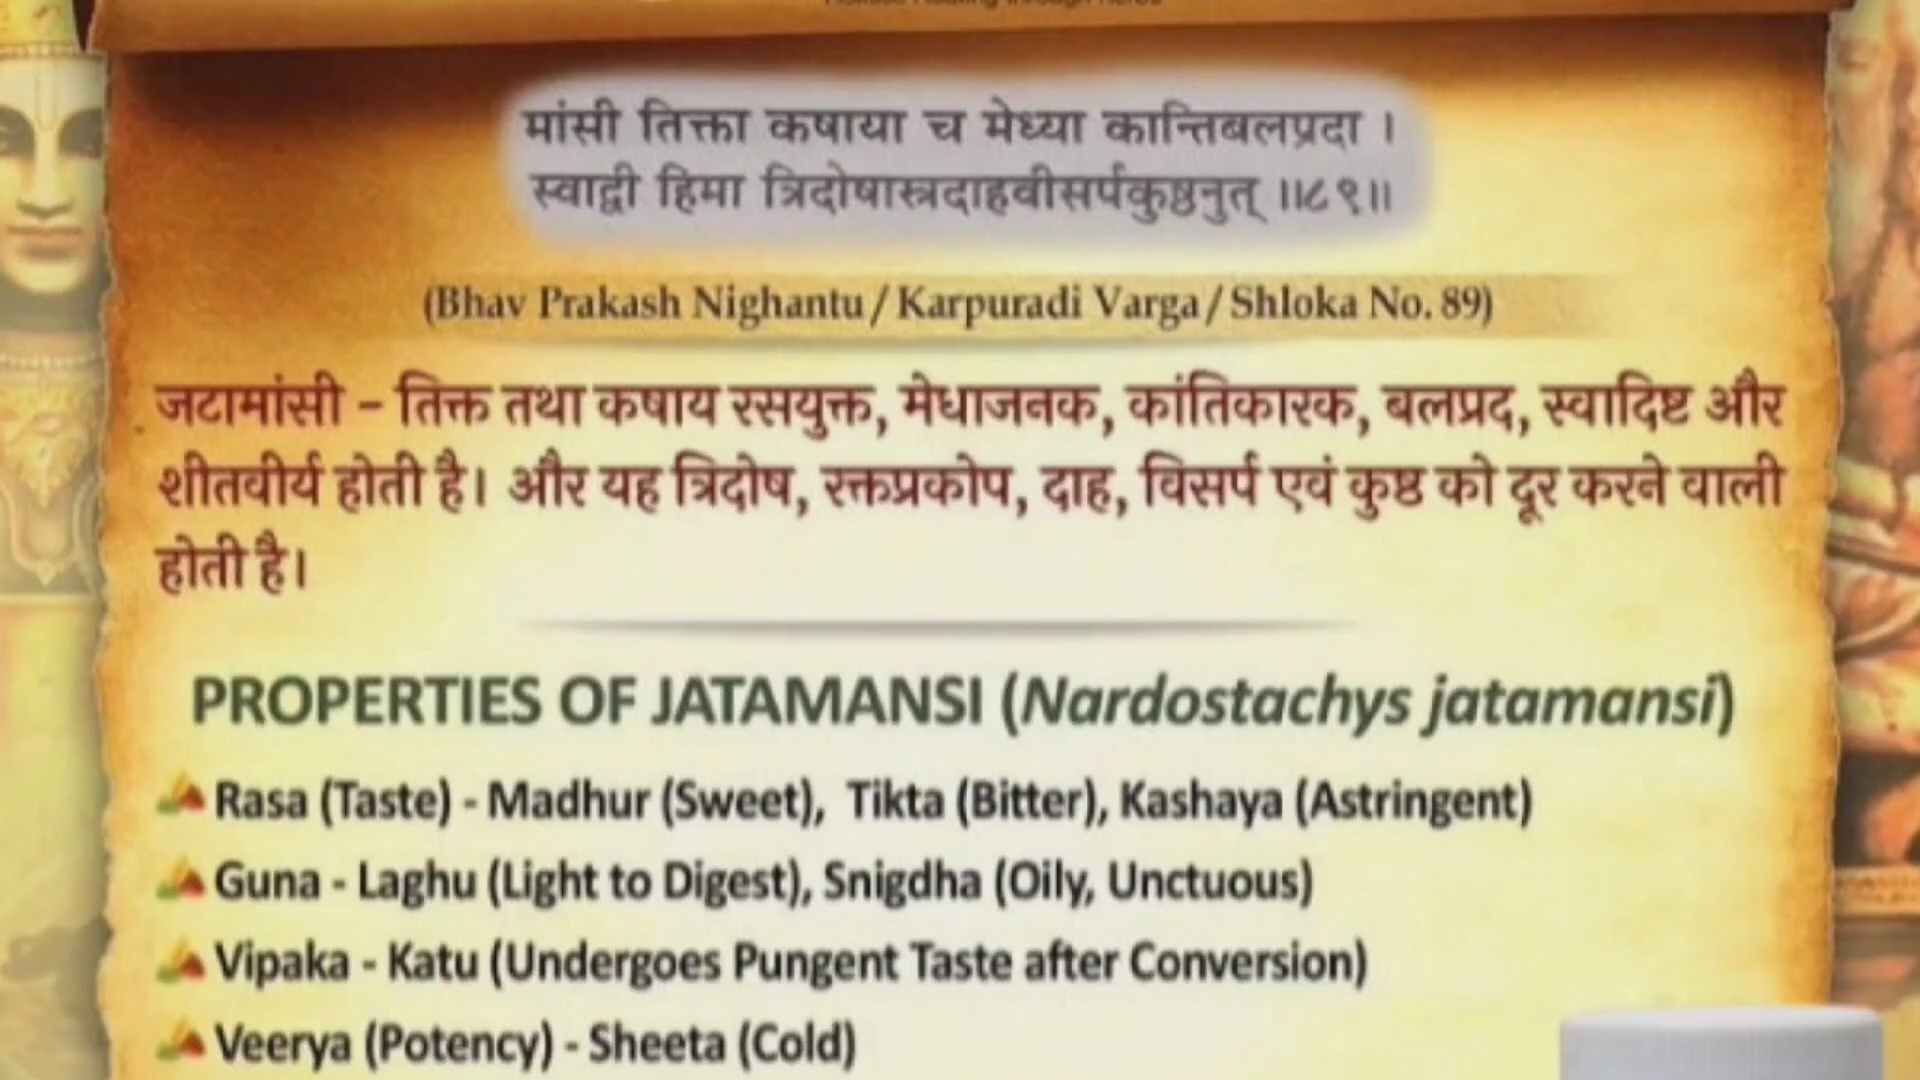 मांसी तिक्ता कषाया च मेध्या कान्तिबलप्रदा ।
स्वाद्वी हिमा त्रिदोषास्त्रदाहवीसर्पकुष्ठनुत् ॥८९॥
(Bhav Prakash Nighantu / Karpuradi Varga / Shloka No. 89)
जटामांसी – तिक्त तथा कषाय रसयुक्त, मेधाजनक, कांतिकारक, बलप्रद, स्वादिष्ट और
शीतवीर्य होती है। और यह त्रिदोष, रक्तप्रकोप, दाह, विसर्प एवं कुष्ठ को दूर करने वाली
होती है।
PROPERTIES OF JATAMANSI (Nardostachys jatamansi)
Rasa (Taste) - Madhur (Sweet), Tikta (Bitter), Kashaya (Astringent)
Guna - Laghu (Light to Digest), Snigdha (Oily, Unctuous)
Vipaka - Katu (Undergoes Pungent Taste after Conversion)
Veerya (Potency) - Sheeta (Cold)